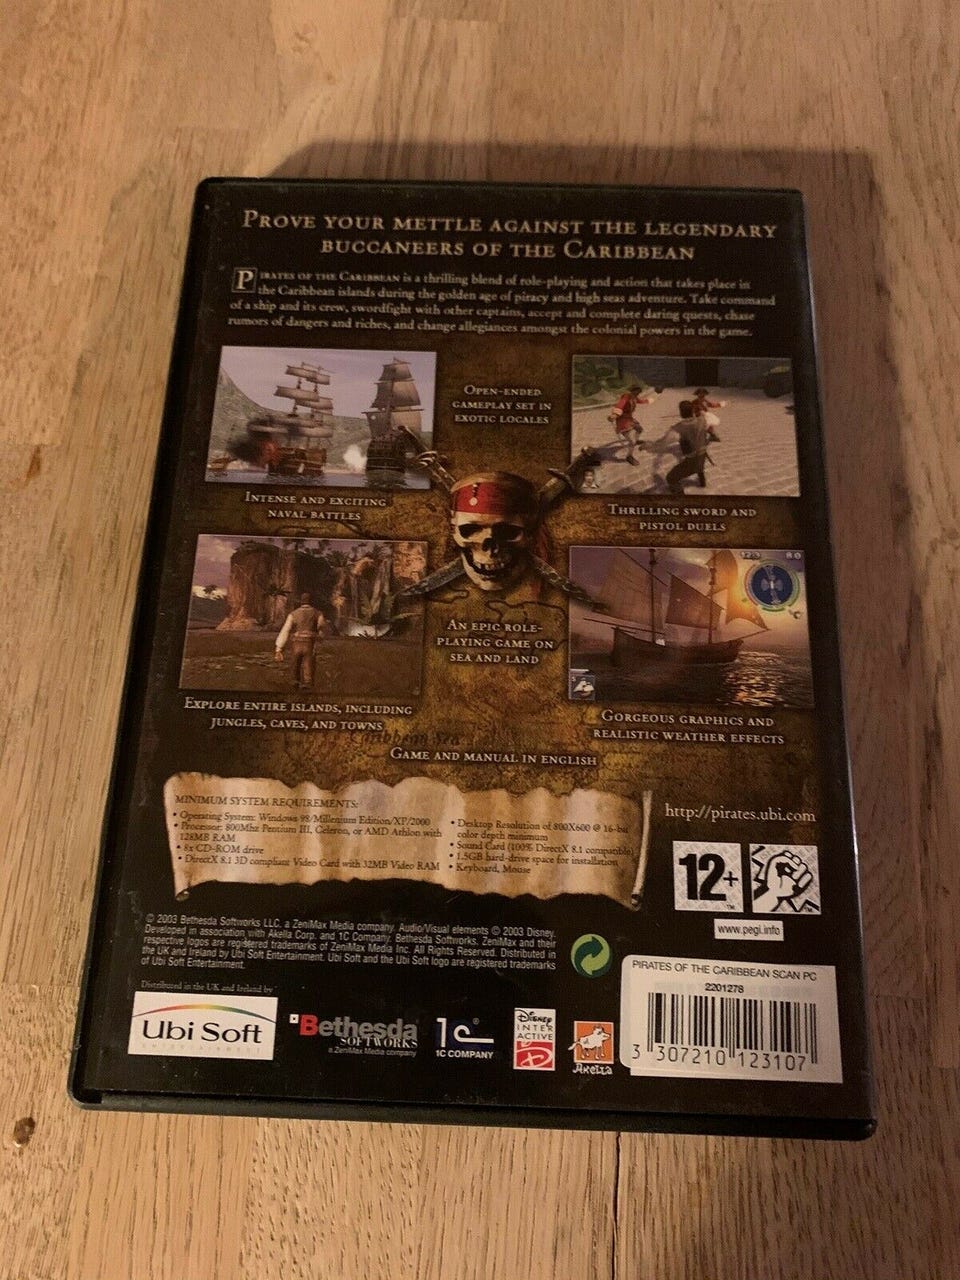 PROVE YOUR METTLE AGAINST THE LEGENDARY
BUCCANEERS OF THE CARIBBEAN
PIRATES OF THE CARIBBEAN is a thrilling blend of role-playing and action that takes place in
the Caribbean islands during the golden age of piracy and high seas adventure. Take command
of a ship and its crew, swordfight with other captains, accept and complete daring quests, chase
rumors of dangers and riches, and change allegiances amongst the colonial powers in the game.
OPEN-ENDED
GAMEPLAY SET IN
EXOTIC LOCALES
INTENSE AND EXCITING
NAVAL BATTLES
THRILLING SWORD AND
PISTOL DUELS
AN EPIC ROLE-
PLAYING GAME ON
SEA AND LAND
EXPLORE ENTIRE ISLANDS, INCLUDING
JUNGLES, CAVES, AND TOWNS
GORGEOUS GRAPHICS AND
REALISTIC WEATHER EFFECTS
GAME AND MANUAL IN ENGLISH
MINIMUM SYSTEM REQUIREMENTS:
• Operating System: Windows 98/Millenium Edition/XP/2000
• Processor: 800Mhz Pentium III, Celeron, or AMD Athlon with
128MB RAM
• 8x CD-ROM drive
• DirectX 8.1 3D compliant Video Card with 32MB Video RAM
• Desktop Resolution of 800X600 @ 16-bit
color depth minimum
• Sound Card (100% DirectX 8.1 compatible)
• 1.5GB hard-drive space for installation
• Keyboard, Mouse
http://pirates.ubi.com
12+
www.pegi.info
© 2003 Bethesda Softworks LLC, a ZeniMax Media company. Audio/Visual elements © 2003 Disney.
Developed in association with Akella Corp. and 1C Company. Bethesda Softworks, ZeniMax and their
respective logos are registered trademarks of ZeniMax Media Inc. All Rights Reserved. Distributed in
the UK and Ireland by Ubi Soft Entertainment. Ubi Soft and the Ubi Soft logo are registered trademarks
of Ubi Soft Entertainment.
Distributed in the UK and Ireland by
Ubi Soft
ENTERTAINMENT
Bethesda
SOFTWORKS
a ZeniMax Media company
1C®
1C COMPANY
DISNEY
INTER
ACTIVE
Akella
PIRATES OF THE CARIBBEAN SCAN PC
2201278
3 307210 123107